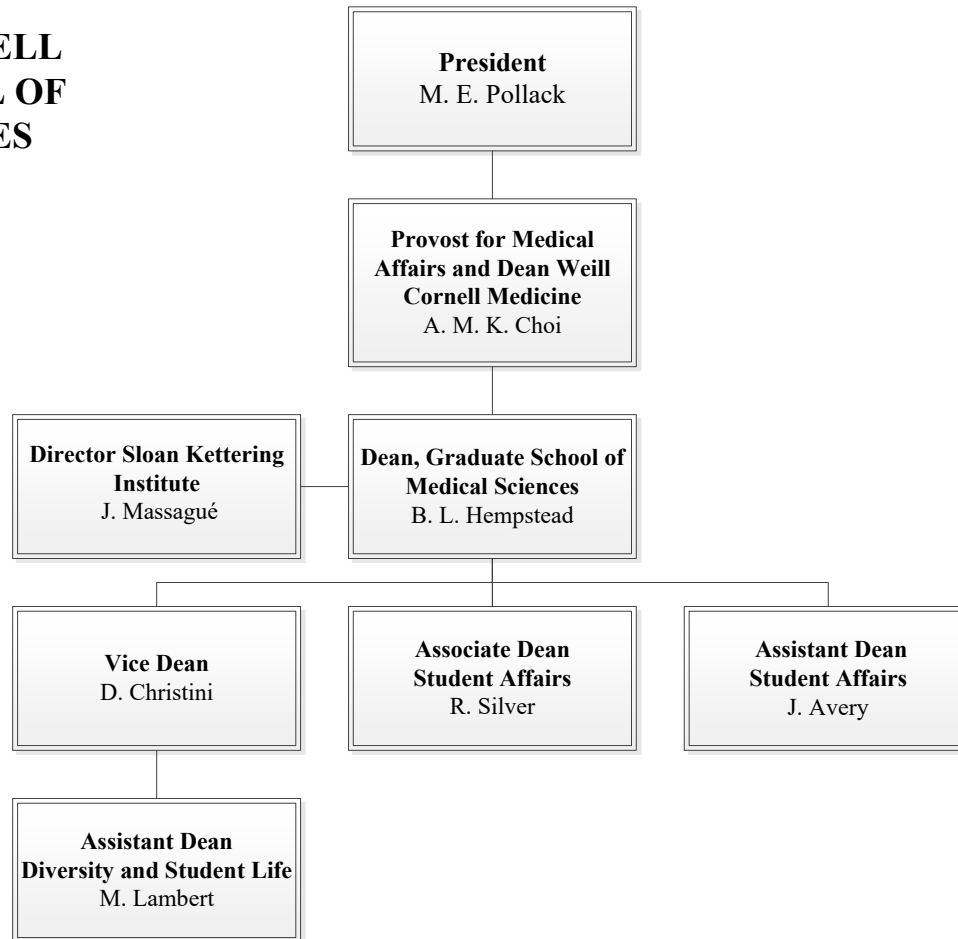 ELL
L OF
ES
President
M. E. Pollack
Provost for Medical
Affairs and Dean Weill
Cornell Medicine
A. M. K. Choi
Director Sloan Kettering
Institute
J. Massagué
Dean, Graduate School of
Medical Sciences
B. L. Hempstead
Vice Dean
D. Christini
Associate Dean
Student Affairs
R. Silver
Assistant Dean
Student Affairs
J. Avery
Assistant Dean
Diversity and Student Life
M. Lambert